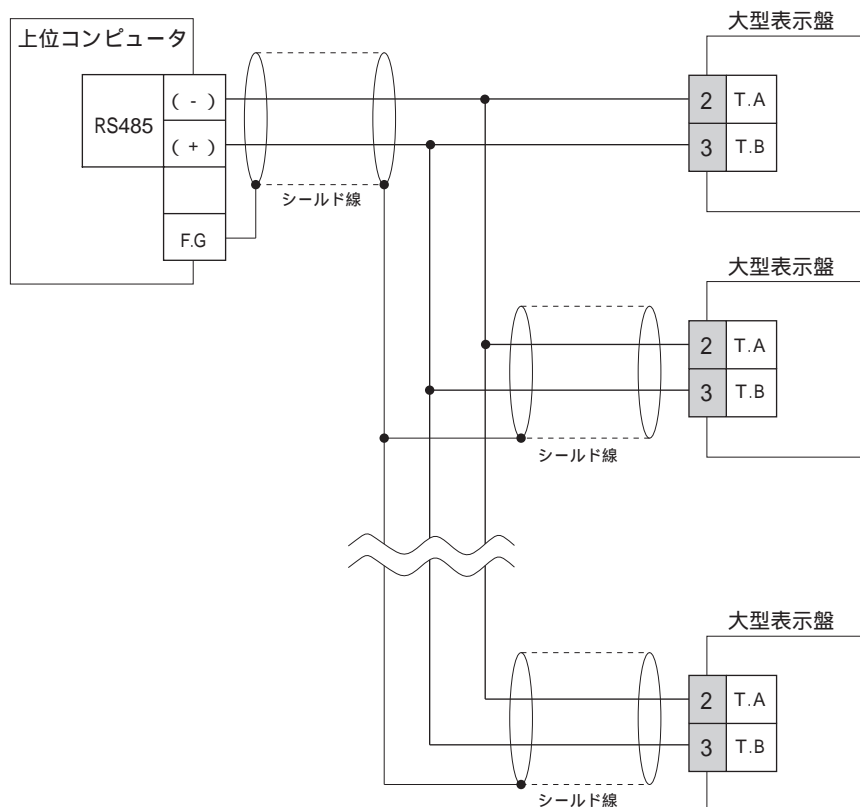 大型表示盤
上位コンピュータ
RS485
( - )
( + )
F.G
シールド線
2
T.A
3
T.B
大型表示盤
2
T.A
3
T.B
シールド線
大型表示盤
2
T.A
3
T.B
シールド線